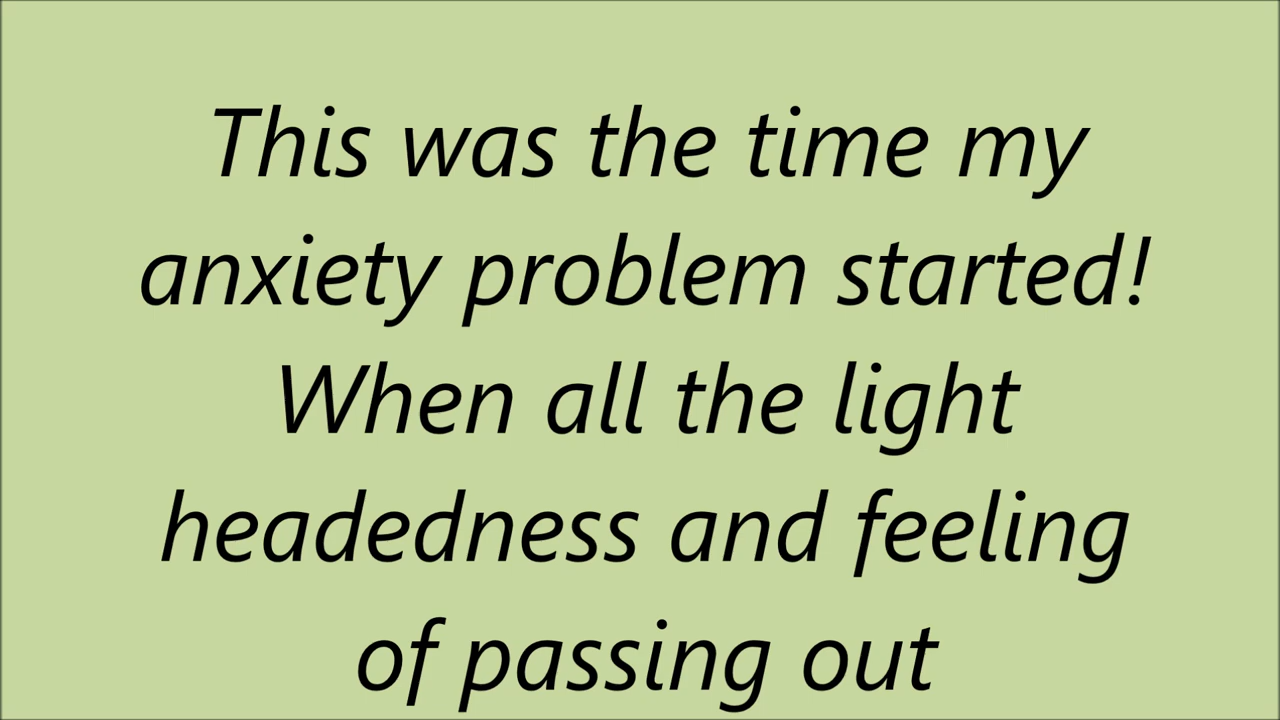 This was the time my
anxiety problem started!
When all the light
headedness and feeling
of passing out